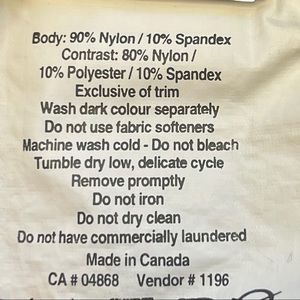 Body: 90% Nylon / 10% Spandex
Contrast: 80% Nylon /
10% Polyester / 10% Spandex
Exclusive of trim
Wash dark colour separately
Do not use fabric softeners
Machine wash cold - Do not bleach
Tumble dry low, delicate cycle
Remove promptly
Do not iron
Do not dry clean
Do not have commercially laundered
Made in Canada
CA # 04868 Vendor # 1196